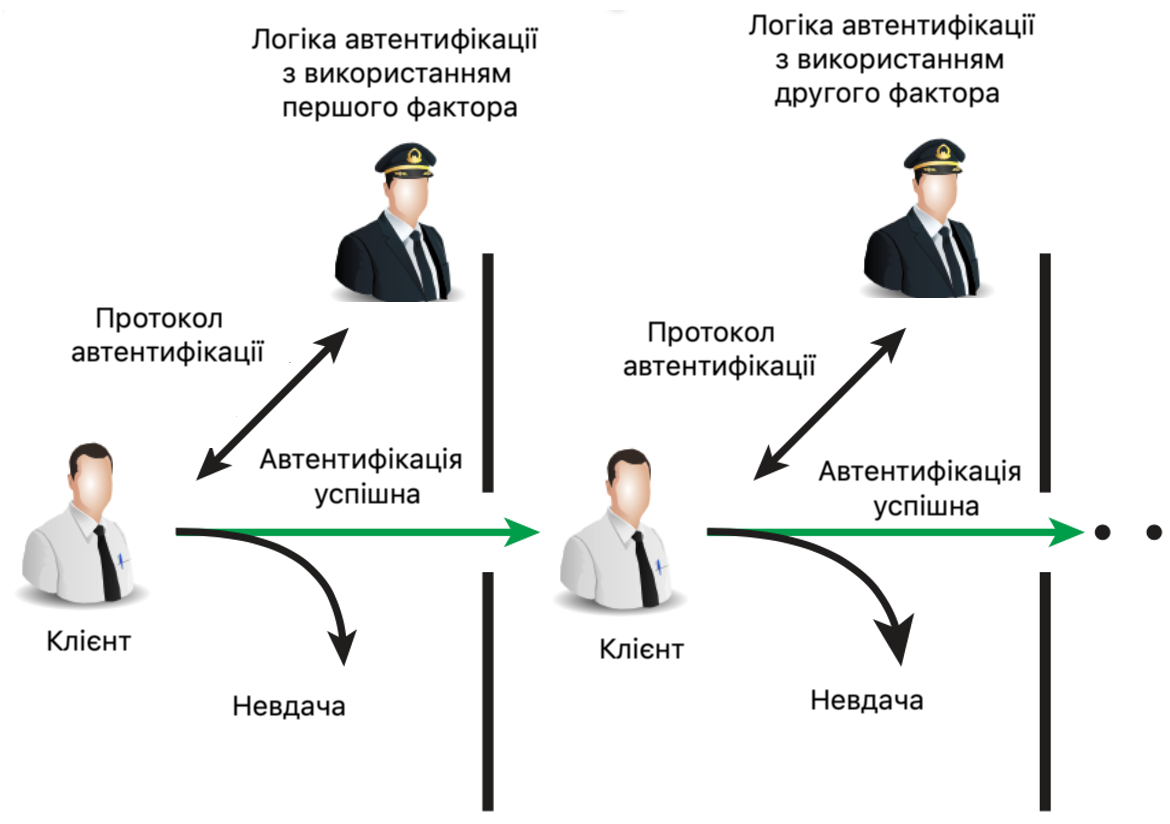 Логіка автентифікації
з використанням
першого фактора
Протокол
автентифікації
Автентифікація
успішна
Клієнт
Невдача
Логіка автентифікації
з використанням
другого фактора
Протокол
автентифікації
Автентифікація
успішна
Клієнт
Невдача